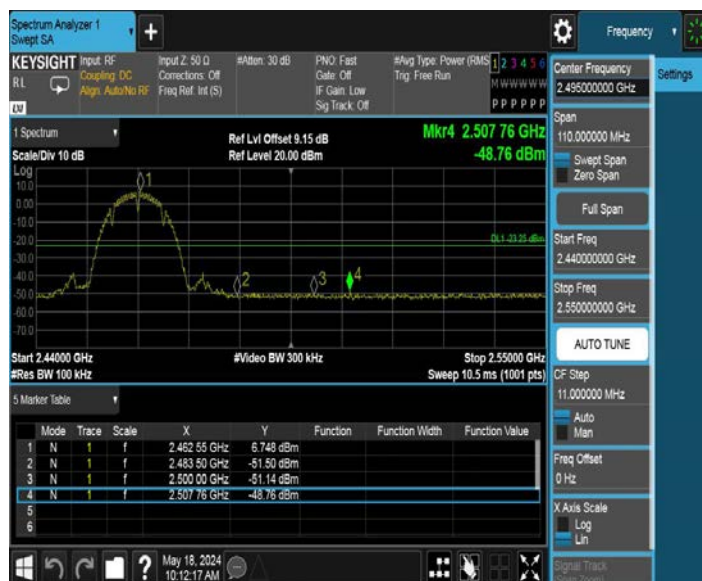 Spectrum Analyzer 1
Swept SA
+
Frequency
KEYSIGHT
RL
LXI
Input: RF
Coupling: DC
Align: Auto/No RF
Input Z: 50 Ω
Corrections: Off
Freq Ref: Int (S)
#Atten: 30 dB
PNO: Fast
Gate: Off
IF Gain: Low
Sig Track: Off
#Avg Type: Power (RMS
Trig: Free Run
1 2 3 4 5 6
M W W W W W
P P P P P P
1 Spectrum
Scale/Div 10 dB
Ref Lvl Offset 9.15 dB
Ref Level 20.00 dBm
Mkr4 2.507 76 GHz
-48.76 dBm
Log
10.0
0.00
-10.0
-20.0
-30.0
-40.0
-50.0
-60.0
-70.0
1
2
3
4
DL1 -23.25 dBm
Start 2.44000 GHz
#Res BW 100 kHz
#Video BW 300 kHz
Stop 2.55000 GHz
Sweep 10.5 ms (1001 pts)
5 Marker Table
Mode Trace Scale X Y Function Function Width Function Value
1 N 1 f 2.462 55 GHz 6.748 dBm
2 N 1 f 2.483 50 GHz -51.50 dBm
3 N 1 f 2.500 00 GHz -51.14 dBm
4 N 1 f 2.507 76 GHz -48.76 dBm
5
6
?
May 18, 2024
10:12:17 AM
Center Frequency
2.495000000 GHz
Settings
Span
110.000000 MHz
Swept Span
Zero Span
Full Span
Start Freq
2.440000000 GHz
Stop Freq
2.550000000 GHz
AUTO TUNE
CF Step
11.000000 MHz
Auto
Man
Freq Offset
0 Hz
X Axis Scale
Log
Lin
Signal Track
(Span Zoom)